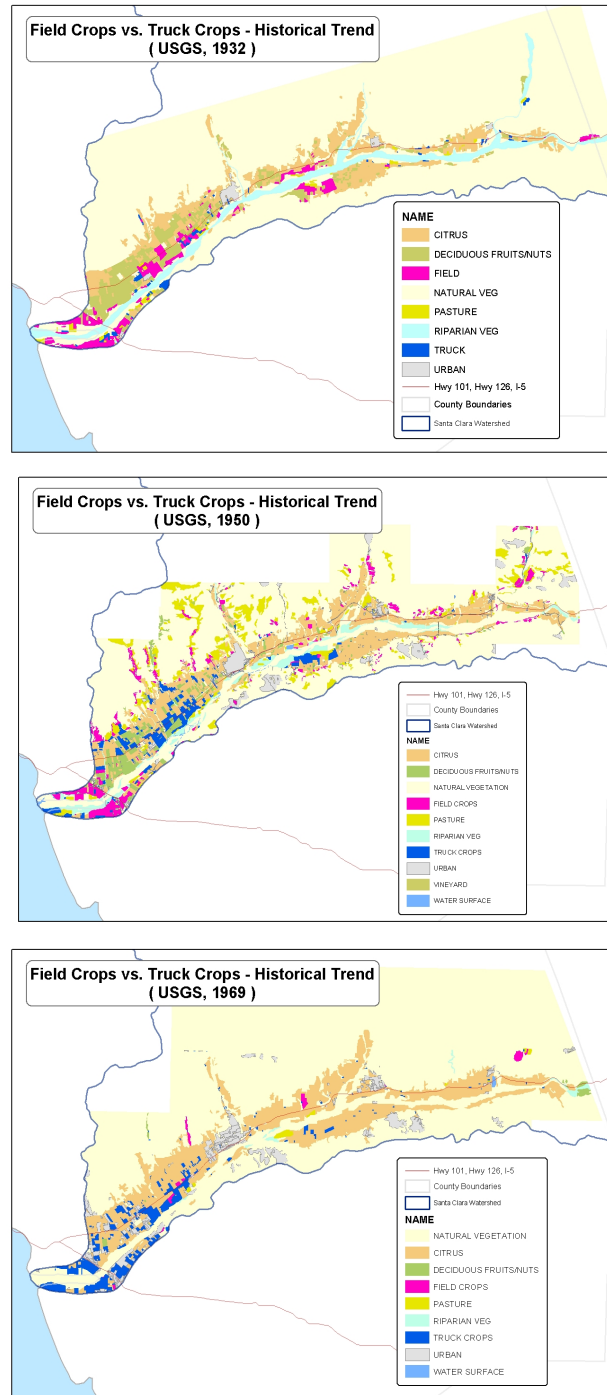 Field Crops vs. Truck Crops - Historical Trend
( USGS, 1932 )
NAME
CITRUS
DECIDUOUS FRUITS/NUTS
FIELD
NATURAL VEG
PASTURE
RIPARIAN VEG
TRUCK
URBAN
Hwy 101, Hwy 126, I-5
County Boundaries
Santa Clara Watershed
Field Crops vs. Truck Crops - Historical Trend
( USGS, 1950 )
Hwy 101, Hwy 126, I-5
County Boundaries
Santa Clara Watershed
NAME
CITRUS
DECIDUOUS FRUITS/NUTS
NATURAL VEGETATION
FIELD CROPS
PASTURE
RIPARIAN VEG
TRUCK CROPS
URBAN
VINEYARD
WATER SURFACE
Field Crops vs. Truck Crops - Historical Trend
( USGS, 1969 )
Hwy 101, Hwy 126, I-5
County Boundaries
Santa Clara Watershed
NAME
NATURAL VEGETATION
CITRUS
DECIDUOUS FRUITS/NUTS
FIELD CROPS
PASTURE
RIPARIAN VEG
TRUCK CROPS
URBAN
WATER SURFACE